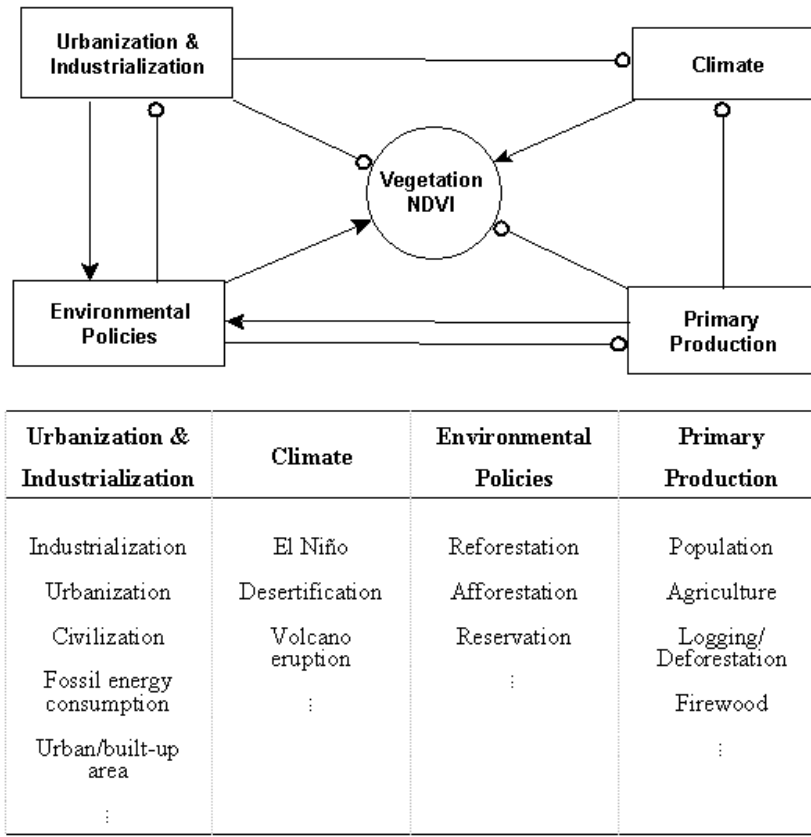 Urbanization &
Industrialization
Climate
Vegetation
NDVI
Environmental
Policies
Primary
Production
Urbanization &
Industrialization
Climate
Environmental
Policies
Primary
Production
Industrialization
Urbanization
Civilization
Fossil energy
consumption
Urban/built-up
area
⋮
El Niño
Desertification
Volcano
eruption
⋮
Reforestation
Afforestation
Reservation
⋮
Population
Agriculture
Logging/
Deforestation
Firewood
⋮